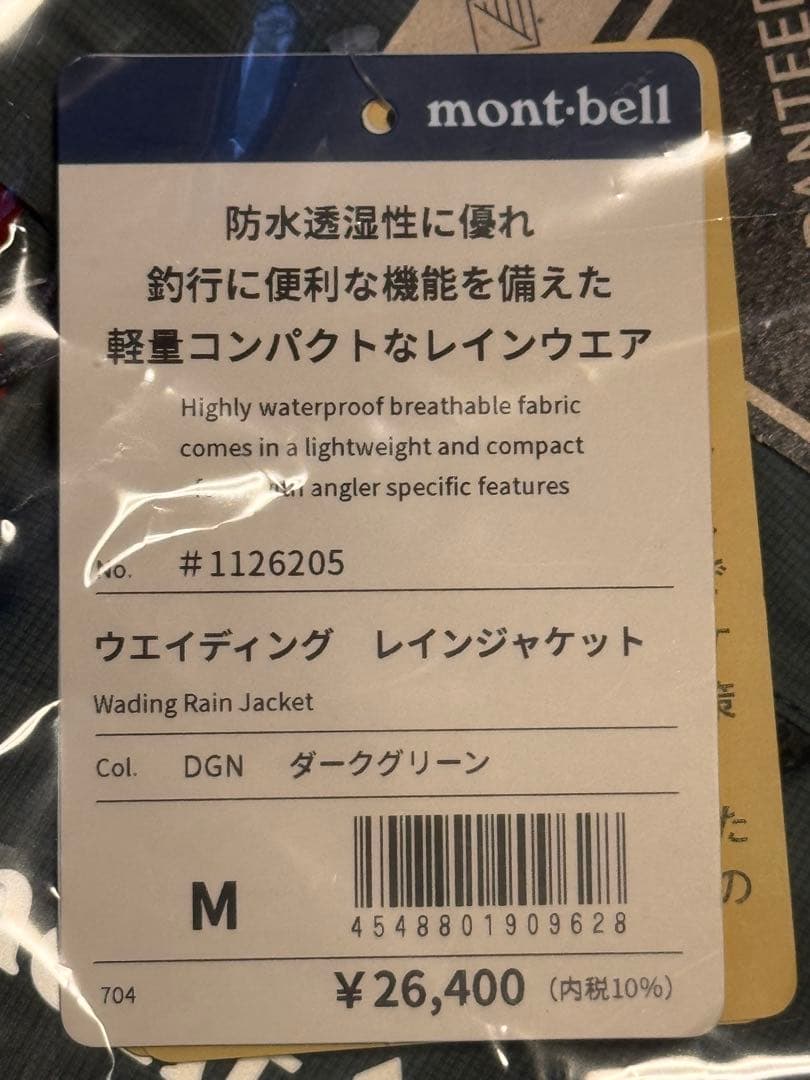 mont·bell
防水透湿性に優れ
釣行に便利な機能を備えた
軽量コンパクトなレインウエア
Highly waterproof breathable fabric
comes in a lightweight and compact
angler specific features
No. #1126205
ウエイディング レインジャケット
Wading Rain Jacket
Col. DGN ダークグリーン
M
4548801909628
704 ¥26,400 (内税10%)
た
の